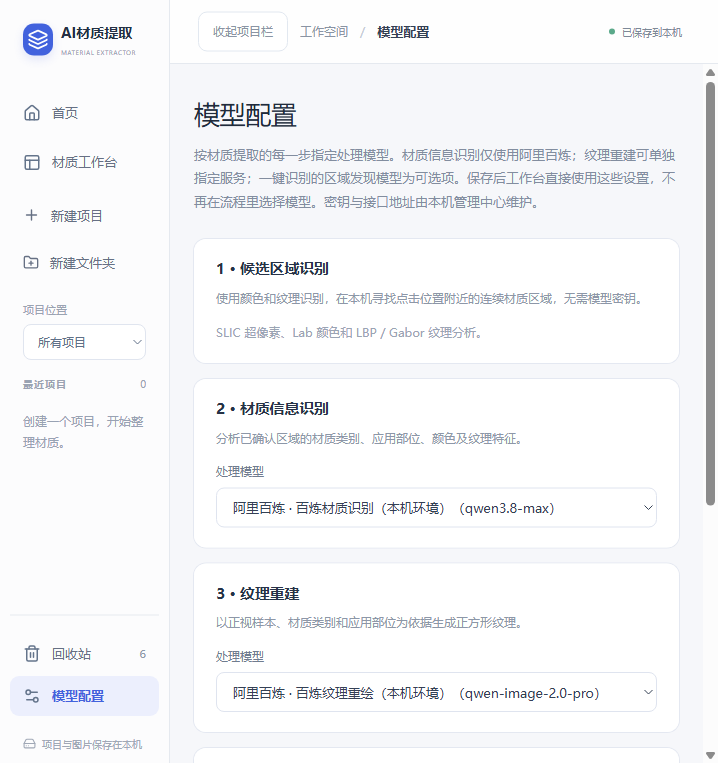 AI材质提取
MATERIAL EXTRACTOR
首页
材质工作台
新建项目
新建文件夹
项目位置
所有项目
最近项目 0
创建一个项目，开始整
理材质。
回收站 6
模型配置
项目与图片保存在本机
收起项目栏 工作空间 / 模型配置
已保存到本机
模型配置
按材质提取的每一步指定处理模型。材质信息识别仅使用阿里百炼；纹理重建可单独
指定服务；一键识别的区域发现模型为可选项。保存后工作台直接使用这些设置，不
再在流程里选择模型。密钥与接口地址由本机管理中心维护。
1 · 候选区域识别
使用颜色和纹理识别，在本机寻找点击位置附近的连续材质区域，无需模型密钥。
SLIC 超像素、Lab 颜色和 LBP / Gabor 纹理分析。
2 · 材质信息识别
分析已确认区域的材质类别、应用部位、颜色及纹理特征。
处理模型
阿里百炼 · 百炼材质识别（本机环境）（qwen3.8-max）
3 · 纹理重建
以正视样本、材质类别和应用部位为依据生成正方形纹理。
处理模型
阿里百炼 · 百炼纹理重绘（本机环境）（qwen-image-2.0-pro）